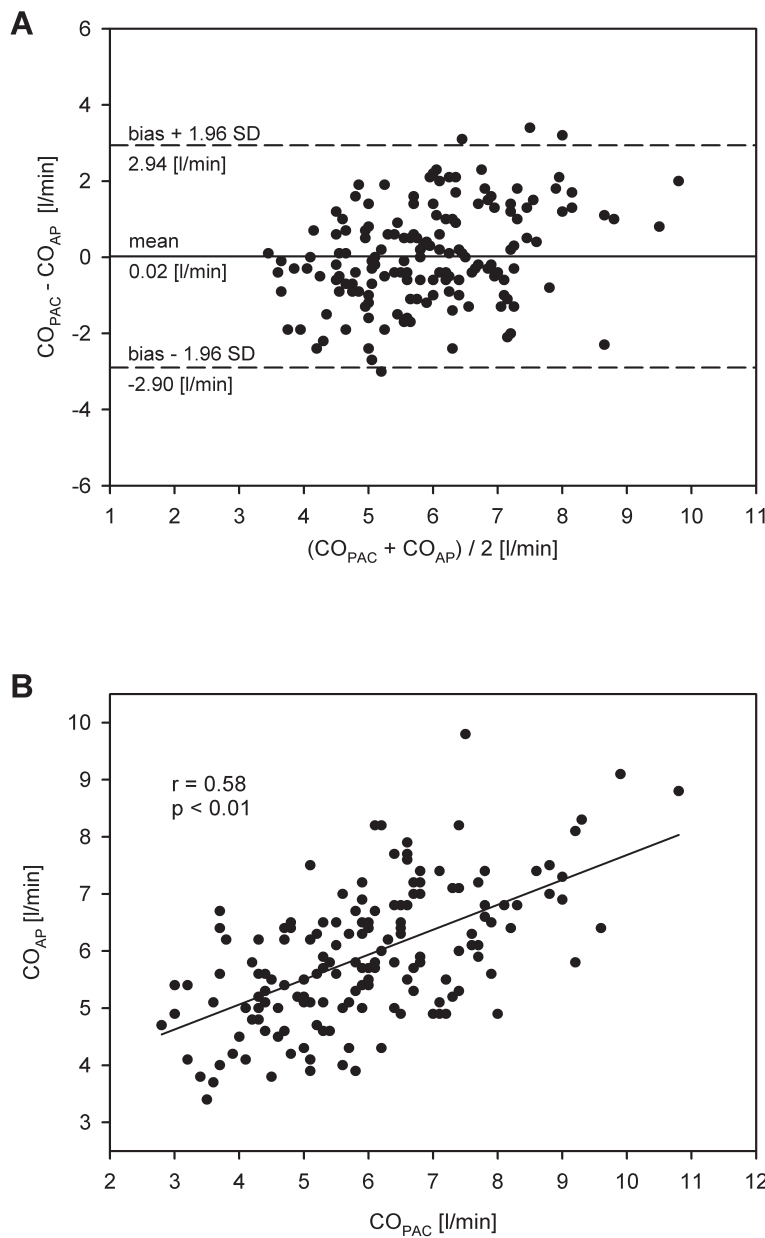 A
6
4
2
0
-2
-4
-6
CO_PAC - CO_AP [l/min]
bias + 1.96 SD
2.94 [l/min]
mean
0.02 [l/min]
bias - 1.96 SD
-2.90 [l/min]
1 2 3 4 5 6 7 8 9 10 11
(CO_PAC + CO_AP) / 2 [l/min]
B
10
9
8
7
6
5
4
3
CO_AP [l/min]
r = 0.58
p < 0.01
2 3 4 5 6 7 8 9 10 11 12
CO_PAC [l/min]